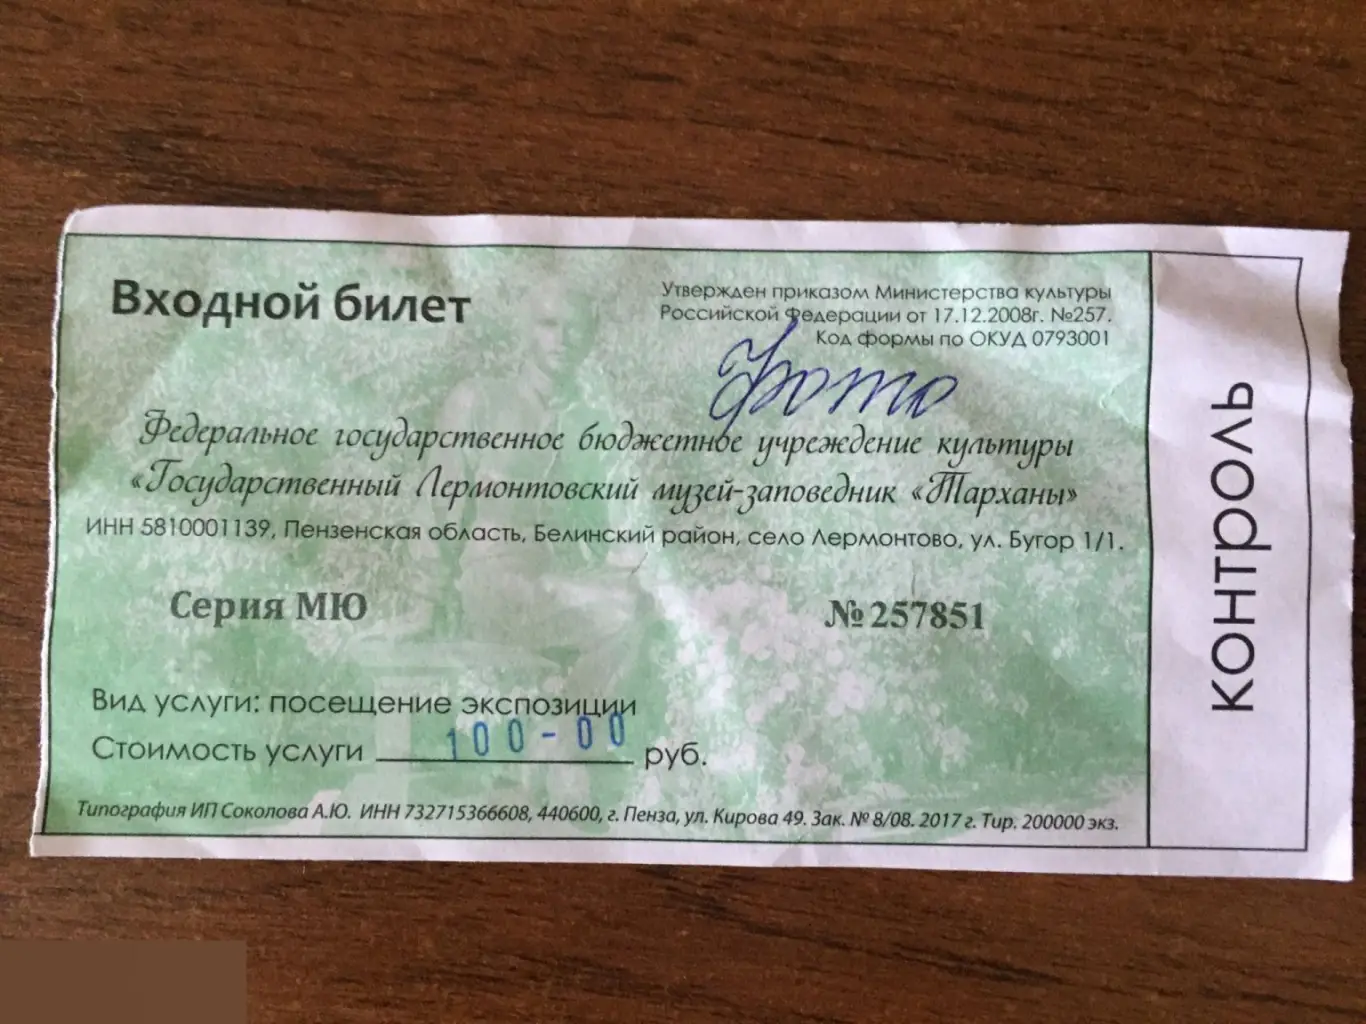 Входной билет
Утвержден приказом Министерства культуры
Российской Федерации от 17.12.2008г. №257.
Код формы по ОКУД 0793001
Фото
Федеральное государственное бюджетное учреждение культуры
«Государственный Лермонтовский музей-заповедник «Тарханы»
ИНН 5810001139, Пензенская область, Белинский район, село Лермонтово, ул. Бугор 1/1.
Серия МЮ
№257851
Вид услуги: посещение экспозиции
Стоимость услуги 100-00 руб.
Типография ИП Соколова А.Ю. ИНН 732715366608, 440600, г. Пенза, ул. Кирова 49. Зак. № 8/08. 2017 г. Тир. 200000 экз.
КОНТРОЛЬ